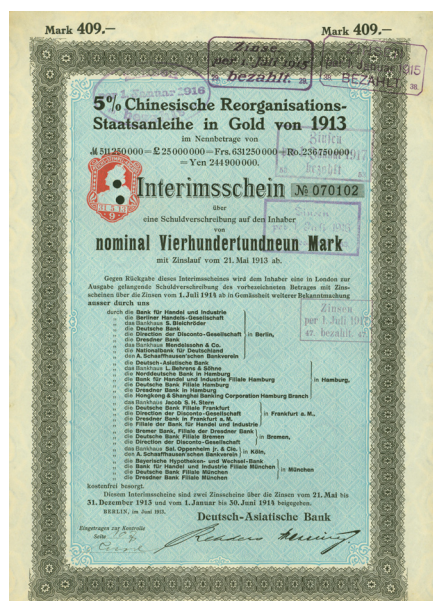 Mark 409.— Mark 409.—
Zinse
per 1. Juli 1915
bezahlt.
1915
BEZAHLT
38.
per 1. Januar 1916
5% Chinesische Reorganisations-
Staatsanleihe in Gold von 1913
im Nennbetrage von
ℳ 511250000 = £ 25000000 = Frs. 631250000 = Ro. 236750000
= Yen 244900000.
Interimsschein № 070102
über
eine Schuldverschreibung auf den Inhaber
von
nominal Vierhundertundneun Mark
mit Zinslauf vom 21. Mai 1913 ab.
Gegen Rückgabe dieses Interimsscheines wird dem Inhaber eine in London zur
Ausgabe gelangende Schuldverschreibung des vorbezeichneten Betrages mit Zins-
scheinen über die Zinsen vom 1. Juli 1914 ab in Gemässheit weiterer Bekanntmachung
ausser durch uns
durch die Bank für Handel und Industrie
„ die Berliner Handels-Gesellschaft
„ das Bankhaus S. Bleichröder
„ die Deutsche Bank
„ die Direction der Disconto-Gesellschaft in Berlin,
„ die Dresdner Bank
„ das Bankhaus Mendelssohn & Co.
„ die Nationalbank für Deutschland
„ den A. Schaaffhausen'schen Bankverein
„ die Deutsch-Asiatische Bank
„ das Bankhaus L. Behrens & Söhne
„ die Norddeutsche Bank in Hamburg
„ die Bank für Handel und Industrie Filiale Hamburg in Hamburg,
„ die Deutsche Bank Filiale Hamburg
„ die Dresdner Bank in Hamburg
„ die Hongkong & Shanghai Banking Corporation Hamburg Branch
„ das Bankhaus Jacob S. H. Stern
„ die Deutsche Bank Filiale Frankfurt
„ die Direction der Disconto-Gesellschaft in Frankfurt a. M.,
„ die Dresdner Bank in Frankfurt a. M.
„ die Filiale der Bank für Handel und Industrie
„ die Bremer Bank, Filiale der Dresdner Bank
„ die Deutsche Bank Filiale Bremen in Bremen,
„ die Direction der Disconto-Gesellschaft
„ das Bankhaus Sal. Oppenheim jr. & Cie. in Köln,
„ den A. Schaaffhausen'schen Bankverein
„ die Bayerische Hypotheken- und Wechsel-Bank
„ die Bank für Handel und Industrie Filiale München in München
„ die Deutsche Bank Filiale München
„ die Dresdner Bank Filiale München
kostenfrei besorgt.
Diesem Interimsscheine sind zwei Zinsscheine über die Zinsen vom 21. Mai bis
31. Dezember 1913 und vom 1. Januar bis 30. Juni 1914 beigegeben.
BERLIN, im Juni 1913.
Deutsch-Asiatische Bank
Eingetragen zur Kontrolle
Seite
Zinsen
per 1. Juli 1917
47. bezahlt. 47.